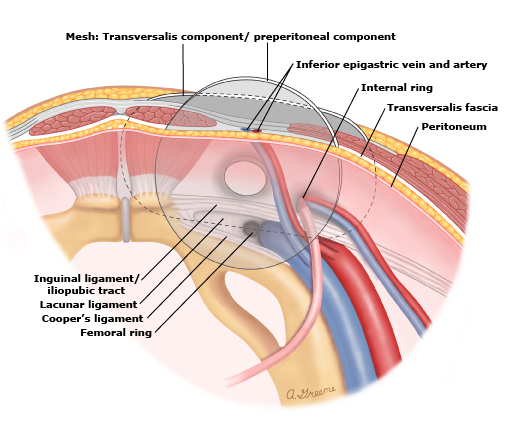 Mesh: Transversalis component/ preperitoneal component
Inferior epigastric vein and artery
Internal ring
Transversalis fascia
Peritoneum
Inguinal ligament/
iliopubic tract
Lacunar ligament
Cooper's ligament
Femoral ring
A.Greene